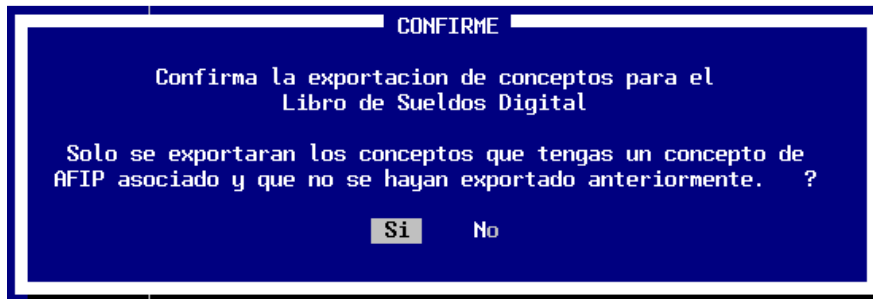 CONFIRME
Confirma la exportacion de conceptos para el
Libro de Sueldos Digital
Solo se exportaran los conceptos que tengas un concepto de
AFIP asociado y que no se hayan exportado anteriormente. ?
Si No